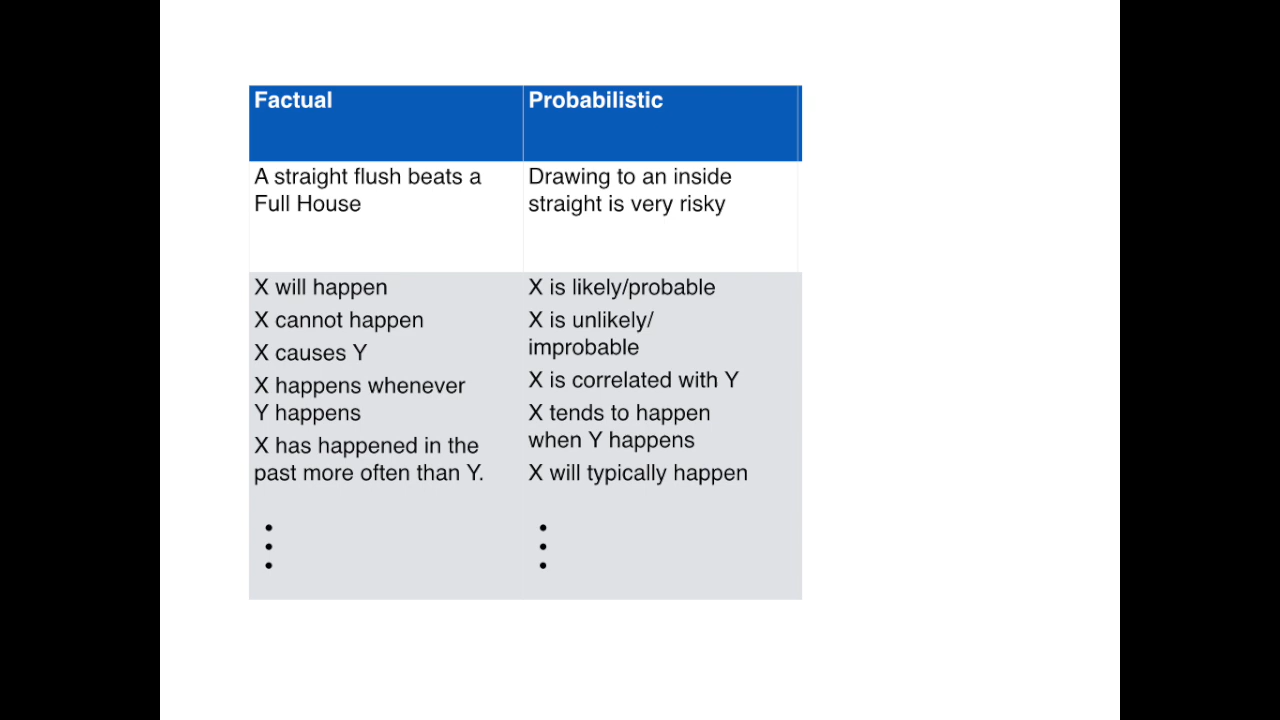 Factual
Probabilistic
A straight flush beats a
Full House
Drawing to an inside
straight is very risky
X will happen
X cannot happen
X causes Y
X happens whenever
Y happens
X has happened in the
past more often than Y.
X is likely/probable
X is unlikely/
improbable
X is correlated with Y
X tends to happen
when Y happens
X will typically happen